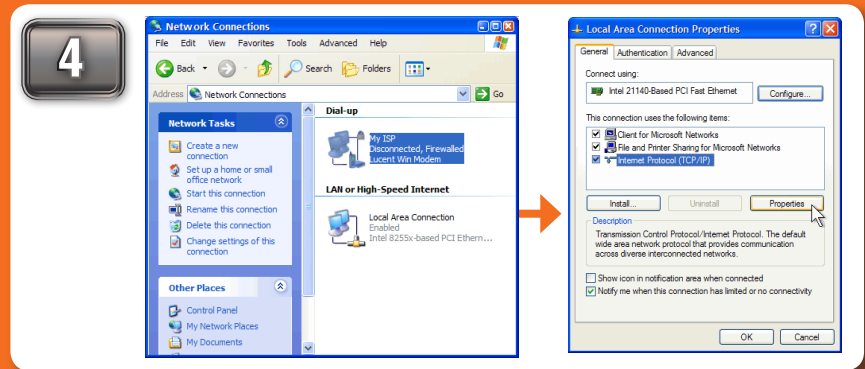 4
Network Connections
File Edit View Favorites Tools Advanced Help
Back Search Folders
Address Network Connections Go
Network Tasks
Create a new
connection
Set up a home or small
office network
Start this connection
Rename this connection
Delete this connection
Change settings of this
connection
Other Places
Control Panel
My Network Places
My Documents
Dial-up
My ISP
Disconnected, Firewalled
Lucent Win Modem
LAN or High-Speed Internet
Local Area Connection
Enabled
Intel 8255x-based PCI Ethern...
Local Area Connection Properties
General Authentication Advanced
Connect using:
Intel 21140-Based PCI Fast Ethernet Configure...
This connection uses the following items:
Client for Microsoft Networks
File and Printer Sharing for Microsoft Networks
Internet Protocol (TCP/IP)
Install... Uninstall Properties
Description
Transmission Control Protocol/Internet Protocol. The default
wide area network protocol that provides communication
across diverse interconnected networks.
Show icon in notification area when connected
Notify me when this connection has limited or no connectivity
OK Cancel